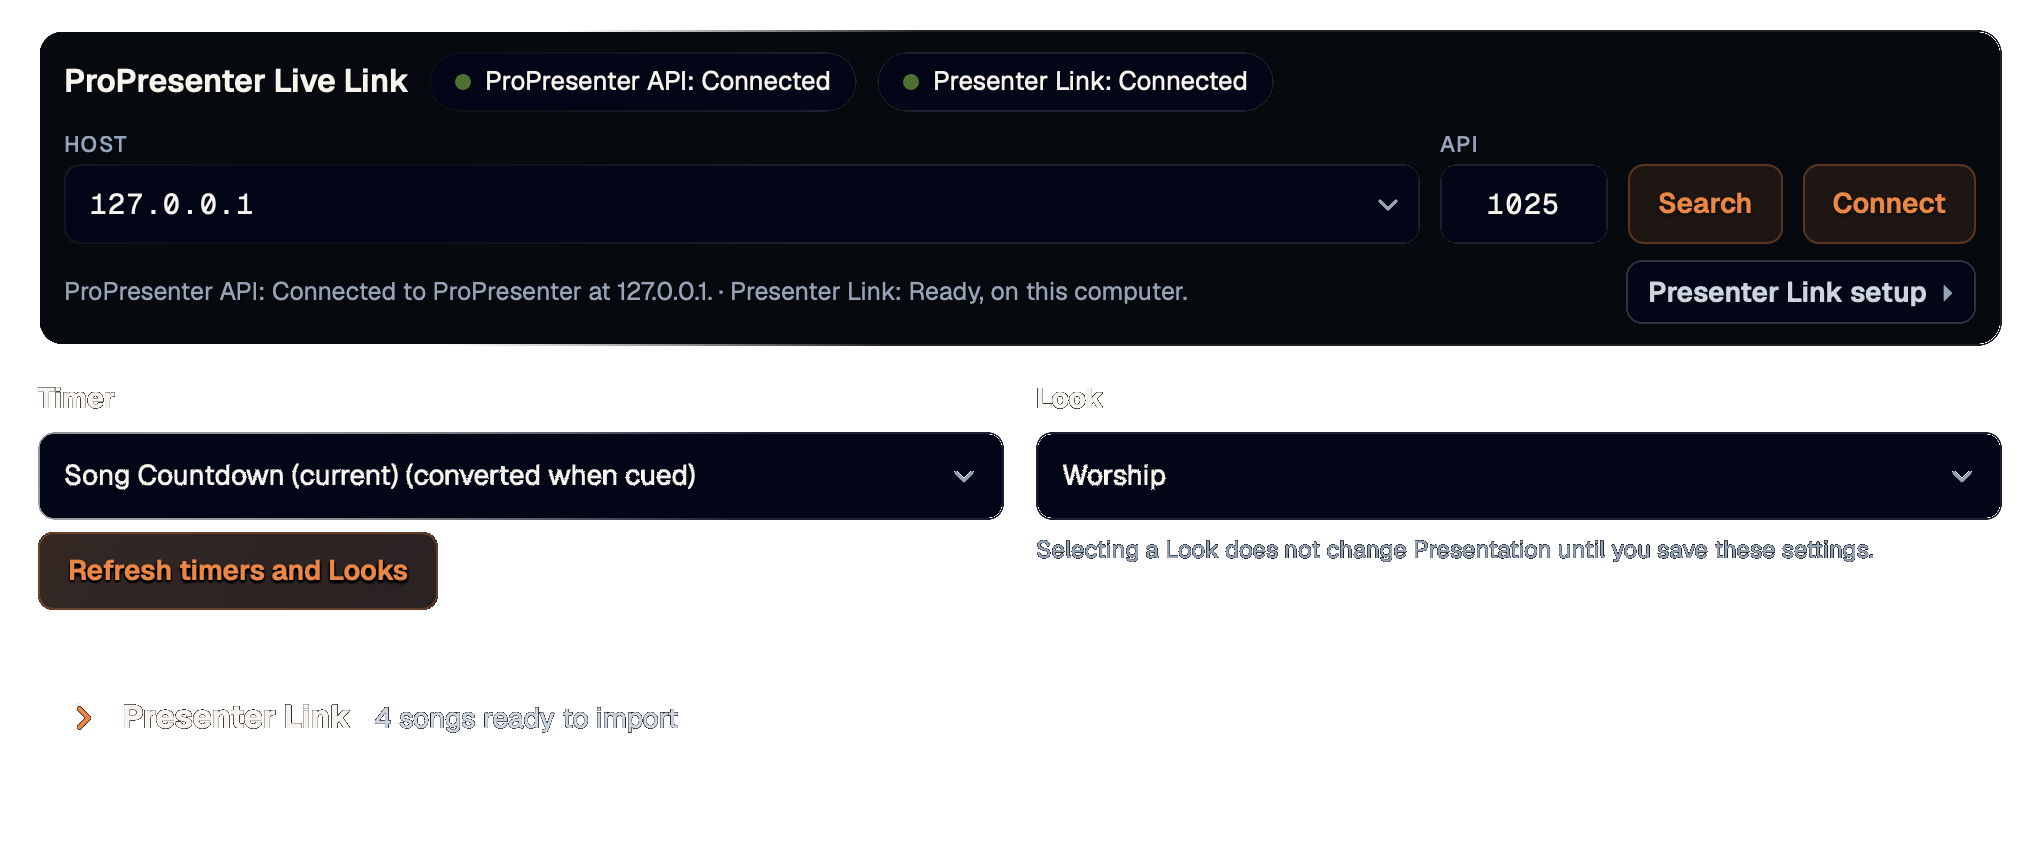 ProPresenter Live Link
ProPresenter API: Connected
Presenter Link: Connected
HOST
API
127.0.0.1
1025
Search
Connect
ProPresenter API: Connected to ProPresenter at 127.0.0.1. · Presenter Link: Ready, on this computer.
Presenter Link setup
Timer
Look
Song Countdown (current) (converted when cued)
Worship
Refresh timers and Looks
Selecting a Look does not change Presentation until you save these settings.
Presenter Link 4 songs ready to import